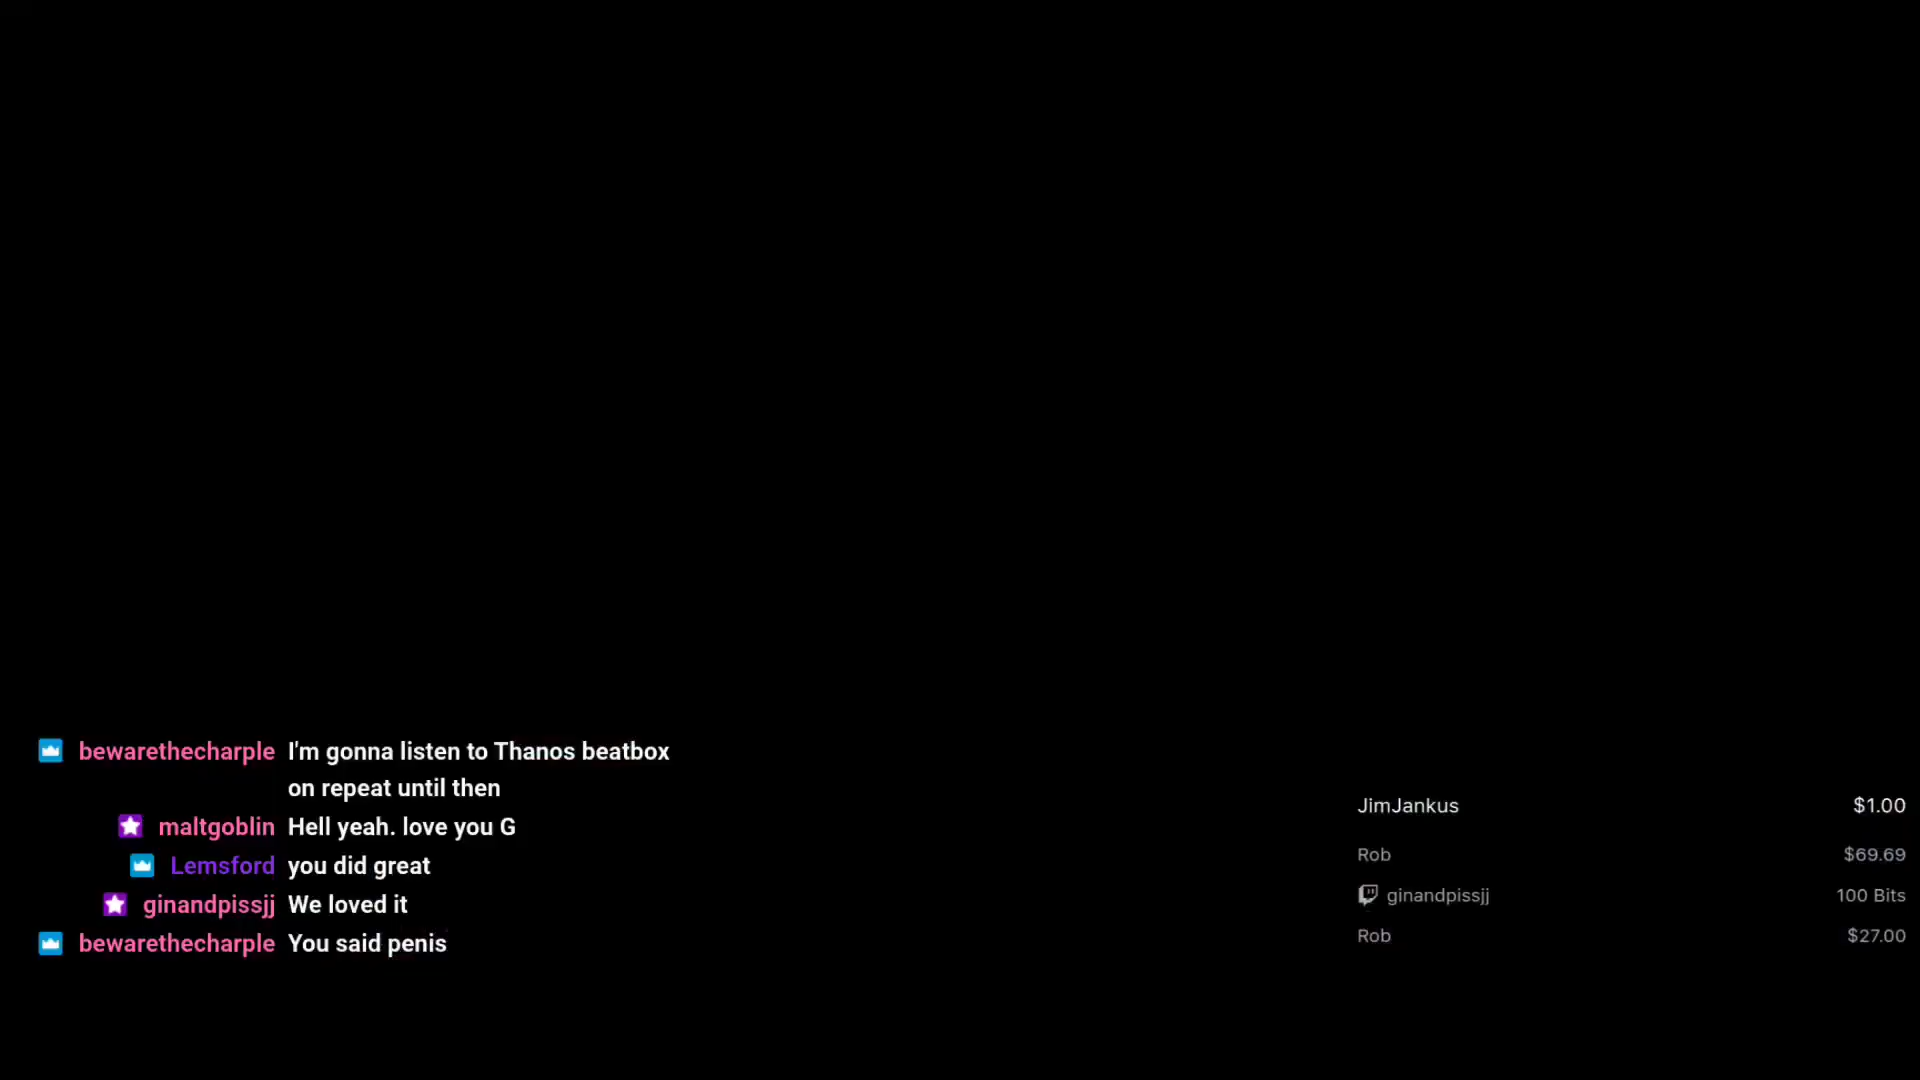 bewarethecharple I'm gonna listen to Thanos beatbox
on repeat until then
maltgoblin Hell yeah. love you G
Lemsford you did great
ginandpissjj We loved it
bewarethecharple You said penis
JimJankus $1.00
Rob $69.69
ginandpissjj 100 Bits
Rob $27.00